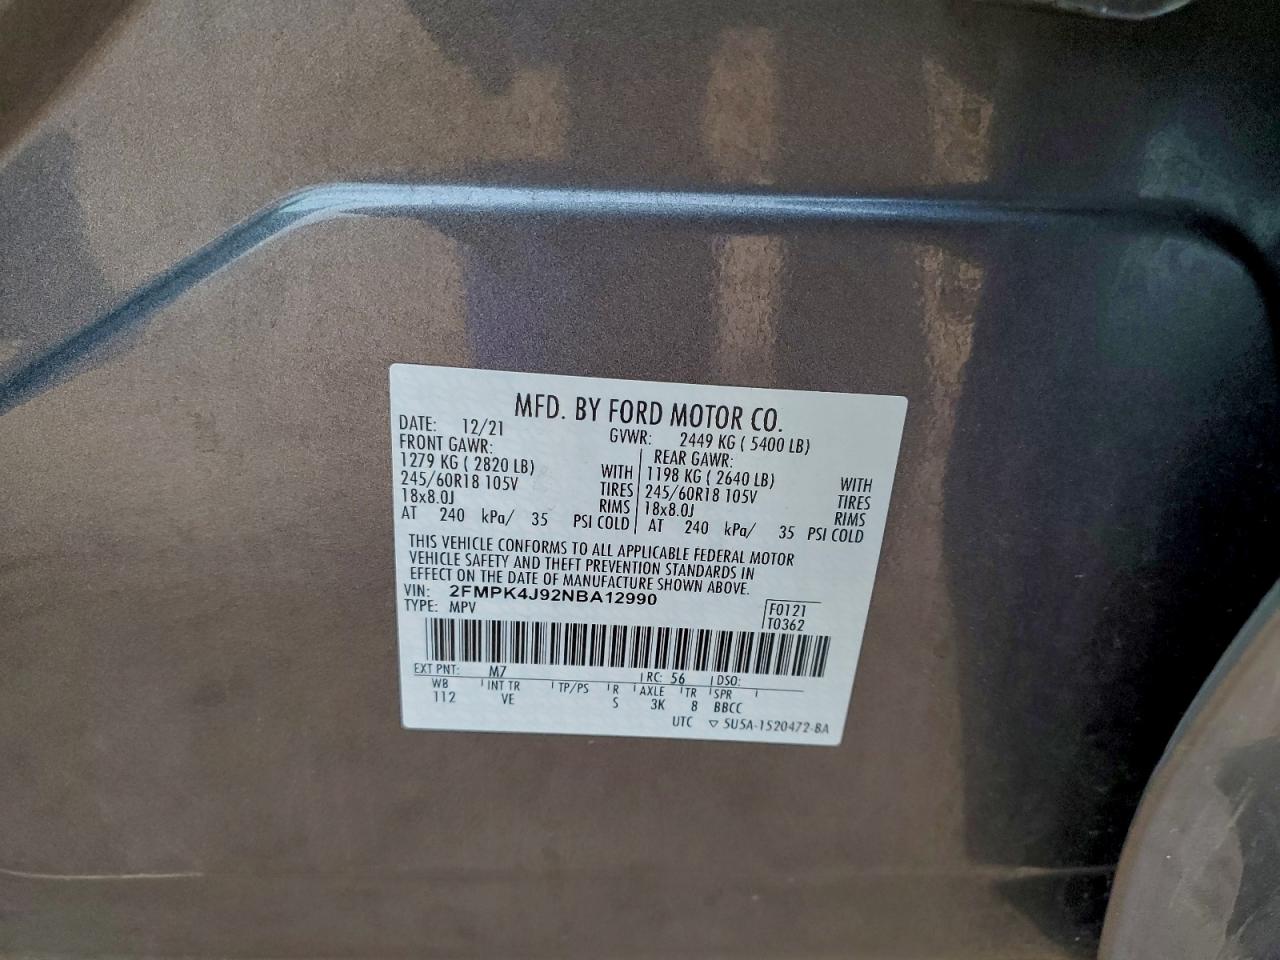 MFD. BY FORD MOTOR CO.
DATE: 12/21 GVWR: 2449 KG ( 5400 LB)
FRONT GAWR: REAR GAWR:
1279 KG ( 2820 LB) WITH 1198 KG ( 2640 LB) WITH
245/60R18 105V TIRES 245/60R18 105V TIRES
18x8.0J RIMS 18x8.0J RIMS
AT 240 kPa/ 35 PSI COLD AT 240 kPa/ 35 PSI COLD
THIS VEHICLE CONFORMS TO ALL APPLICABLE FEDERAL MOTOR
VEHICLE SAFETY AND THEFT PREVENTION STANDARDS IN
EFFECT ON THE DATE OF MANUFACTURE SHOWN ABOVE.
VIN: 2FMPK4J92NBA12990
TYPE: MPV
F0121
T0362
EXT PNT: M7 RC: 56 DSO:
WB INT TR TP/PS R AXLE TR SPR
112 VE S 3K 8 BBCC
UTC ▽ 5U5A-1520472-BA